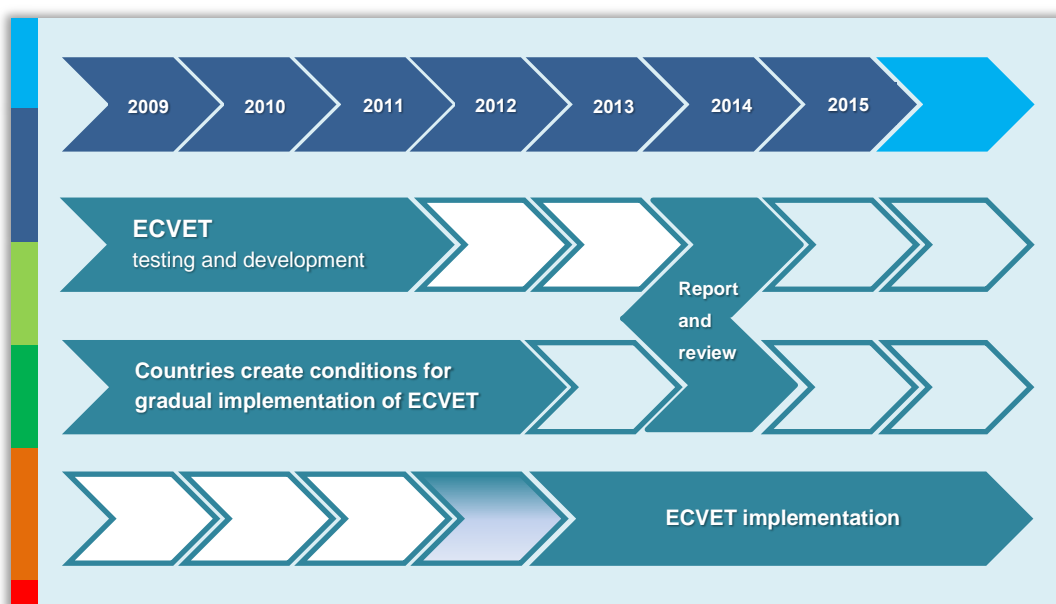 2009 2010 2011 2012 2013 2014 2015
ECVET
testing and development
Report
and
review
Countries create conditions for
gradual implementation of ECVET
ECVET implementation